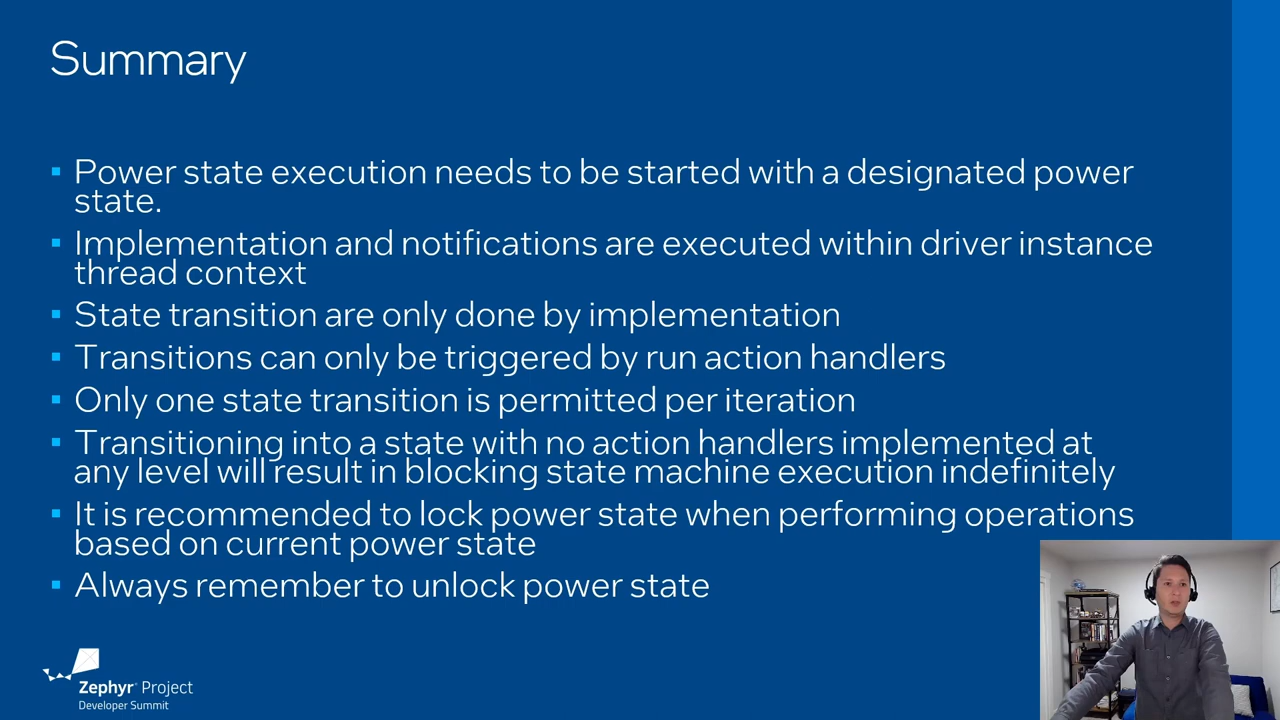 Summary
Power state execution needs to be started with a designated power
state.
Implementation and notifications are executed within driver instance
thread context
State transition are only done by implementation
Transitions can only be triggered by run action handlers
Only one state transition is permitted per iteration
Transitioning into a state with no action handlers implemented at
any level will result in blocking state machine execution indefinitely
It is recommended to lock power state when performing operations
based on current power state
Always remember to unlock power state
Zephyr Project
Developer Summit